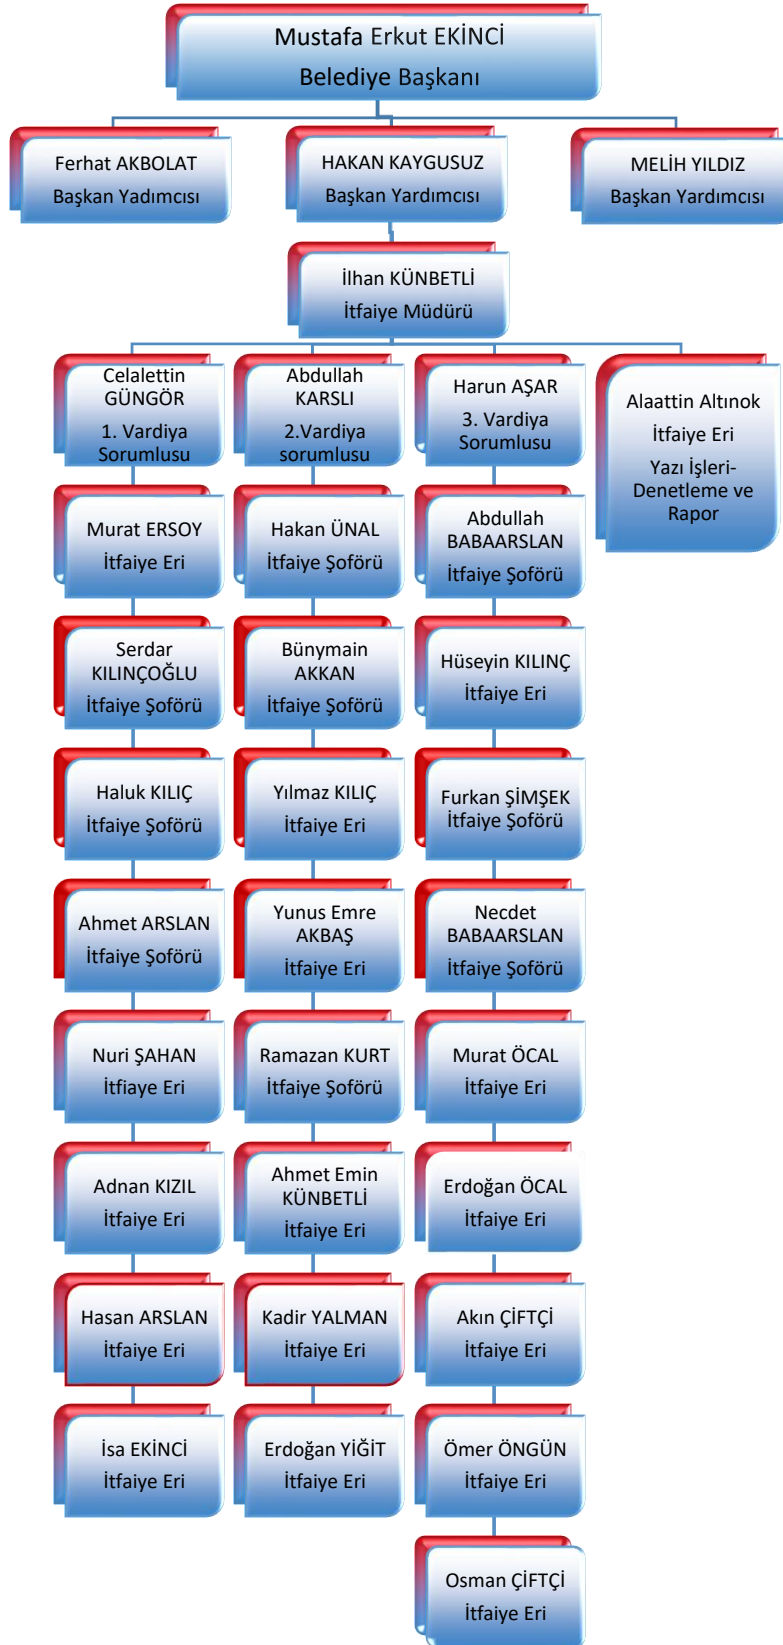 Mustafa Erkut EKİNCİ
Belediye Başkanı
Ferhat AKBOLAT
Başkan Yadımcısı
HAKAN KAYGUSUZ
Başkan Yardımcısı
MELİH YILDIZ
Başkan Yardımcısı
İlhan KÜNBETLİ
İtfaiye Müdürü
Celalettin
GÜNGÖR
1. Vardiya
Sorumlusu
Murat ERSOY
İtfaiye Eri
Serdar
KILINÇOĞLU
İtfaiye Şoförü
Haluk KILIÇ
İtfaiye Şoförü
Ahmet ARSLAN
İtfaiye Şoförü
Nuri ŞAHAN
İtfiaye Eri
Adnan KIZIL
İtfaiye Eri
Hasan ARSLAN
İtfaiye Eri
İsa EKİNCİ
İtfaiye Eri
Abdullah
KARSLI
2.Vardiya
sorumlusu
Hakan ÜNAL
İtfaiye Şoförü
Bünymain
AKKAN
İtfaiye Şoförü
Yılmaz KILIÇ
İtfaiye Eri
Yunus Emre
AKBAŞ
İtfaiye Eri
Ramazan KURT
İtfaiye Şoförü
Ahmet Emin
KÜNBETLİ
İtfaiye Eri
Kadir YALMAN
İtfaiye Eri
Erdoğan YİĞİT
İtfaiye Eri
Harun AŞAR
3. Vardiya
Sorumlusu
Abdullah
BABAARSLAN
İtfaiye Şoförü
Hüseyin KILINÇ
İtfaiye Eri
Furkan ŞİMŞEK
İtfaiye Şoförü
Necdet
BABAARSLAN
İtfaiye Şoförü
Murat ÖCAL
İtfaiye Eri
Erdoğan ÖCAL
İtfaiye Eri
Akın ÇİFTÇİ
İtfaiye Eri
Ömer ÖNGÜN
İtfaiye Eri
Osman ÇİFTÇİ
İtfaiye Eri
Alaattin Altınok
İtfaiye Eri
Yazı İşleri-
Denetleme ve
Rapor